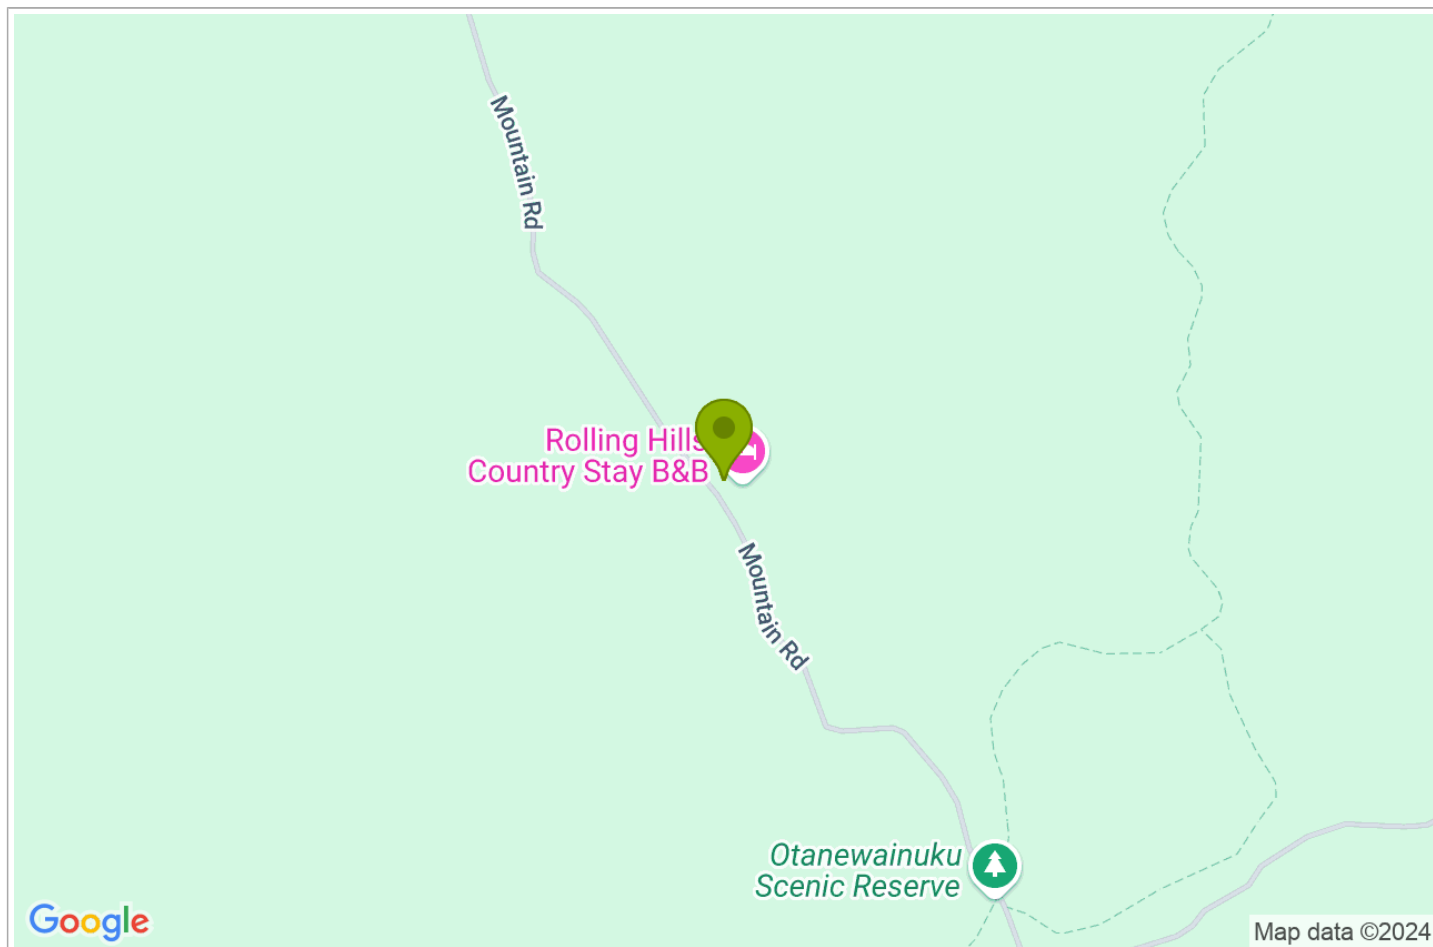 Mountain Rd
Rolling Hills
Country Stay B&B
Mountain Rd
Otanewainuku
Scenic Reserve
Google
Map data ©2024